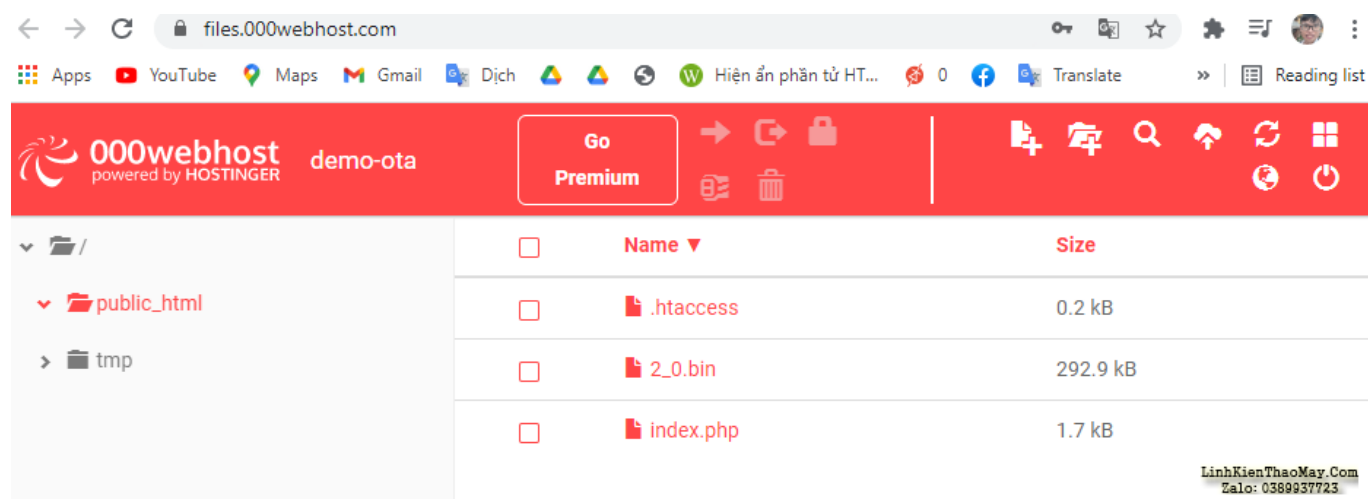 files.000webhost.com
Apps YouTube Maps Gmail Dịch Hiện ẩn phần tử HT... 0 Translate » Reading list
000webhost
powered by HOSTINGER
demo-ota
Go
Premium
/
public_html
tmp
Name ▼ Size
.htaccess 0.2 kB
2_0.bin 292.9 kB
index.php 1.7 kB
LinhKienThaoMay.Com
Zalo: 0389937723